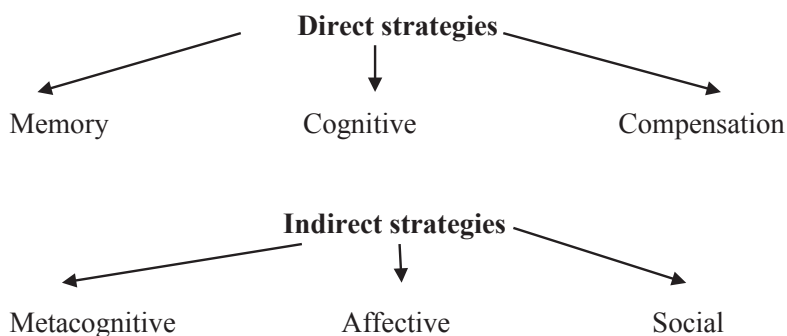 Direct strategies
Memory Cognitive Compensation
Indirect strategies
Metacognitive Affective Social